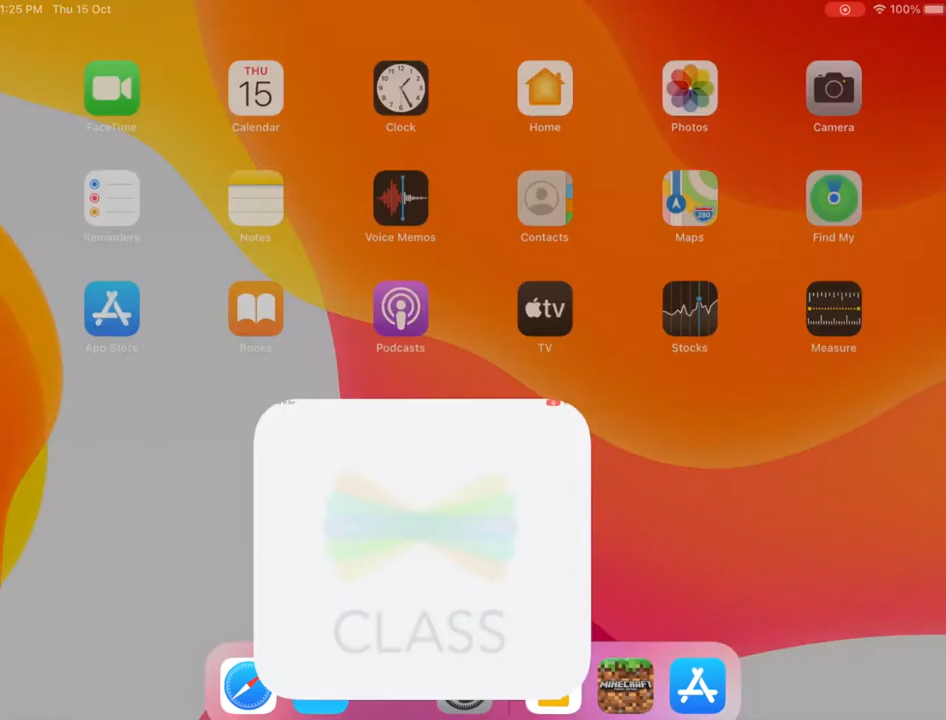 1:25 PM Thu 15 Oct
100%
THU
15
FaceTime
Calendar
Clock
Home
Photos
Camera
280
Reminders
Notes
Voice Memos
Contacts
Maps
Find My
tv
App Store
Books
Podcasts
TV
Stocks
Measure
CLASS
MINECRAFT